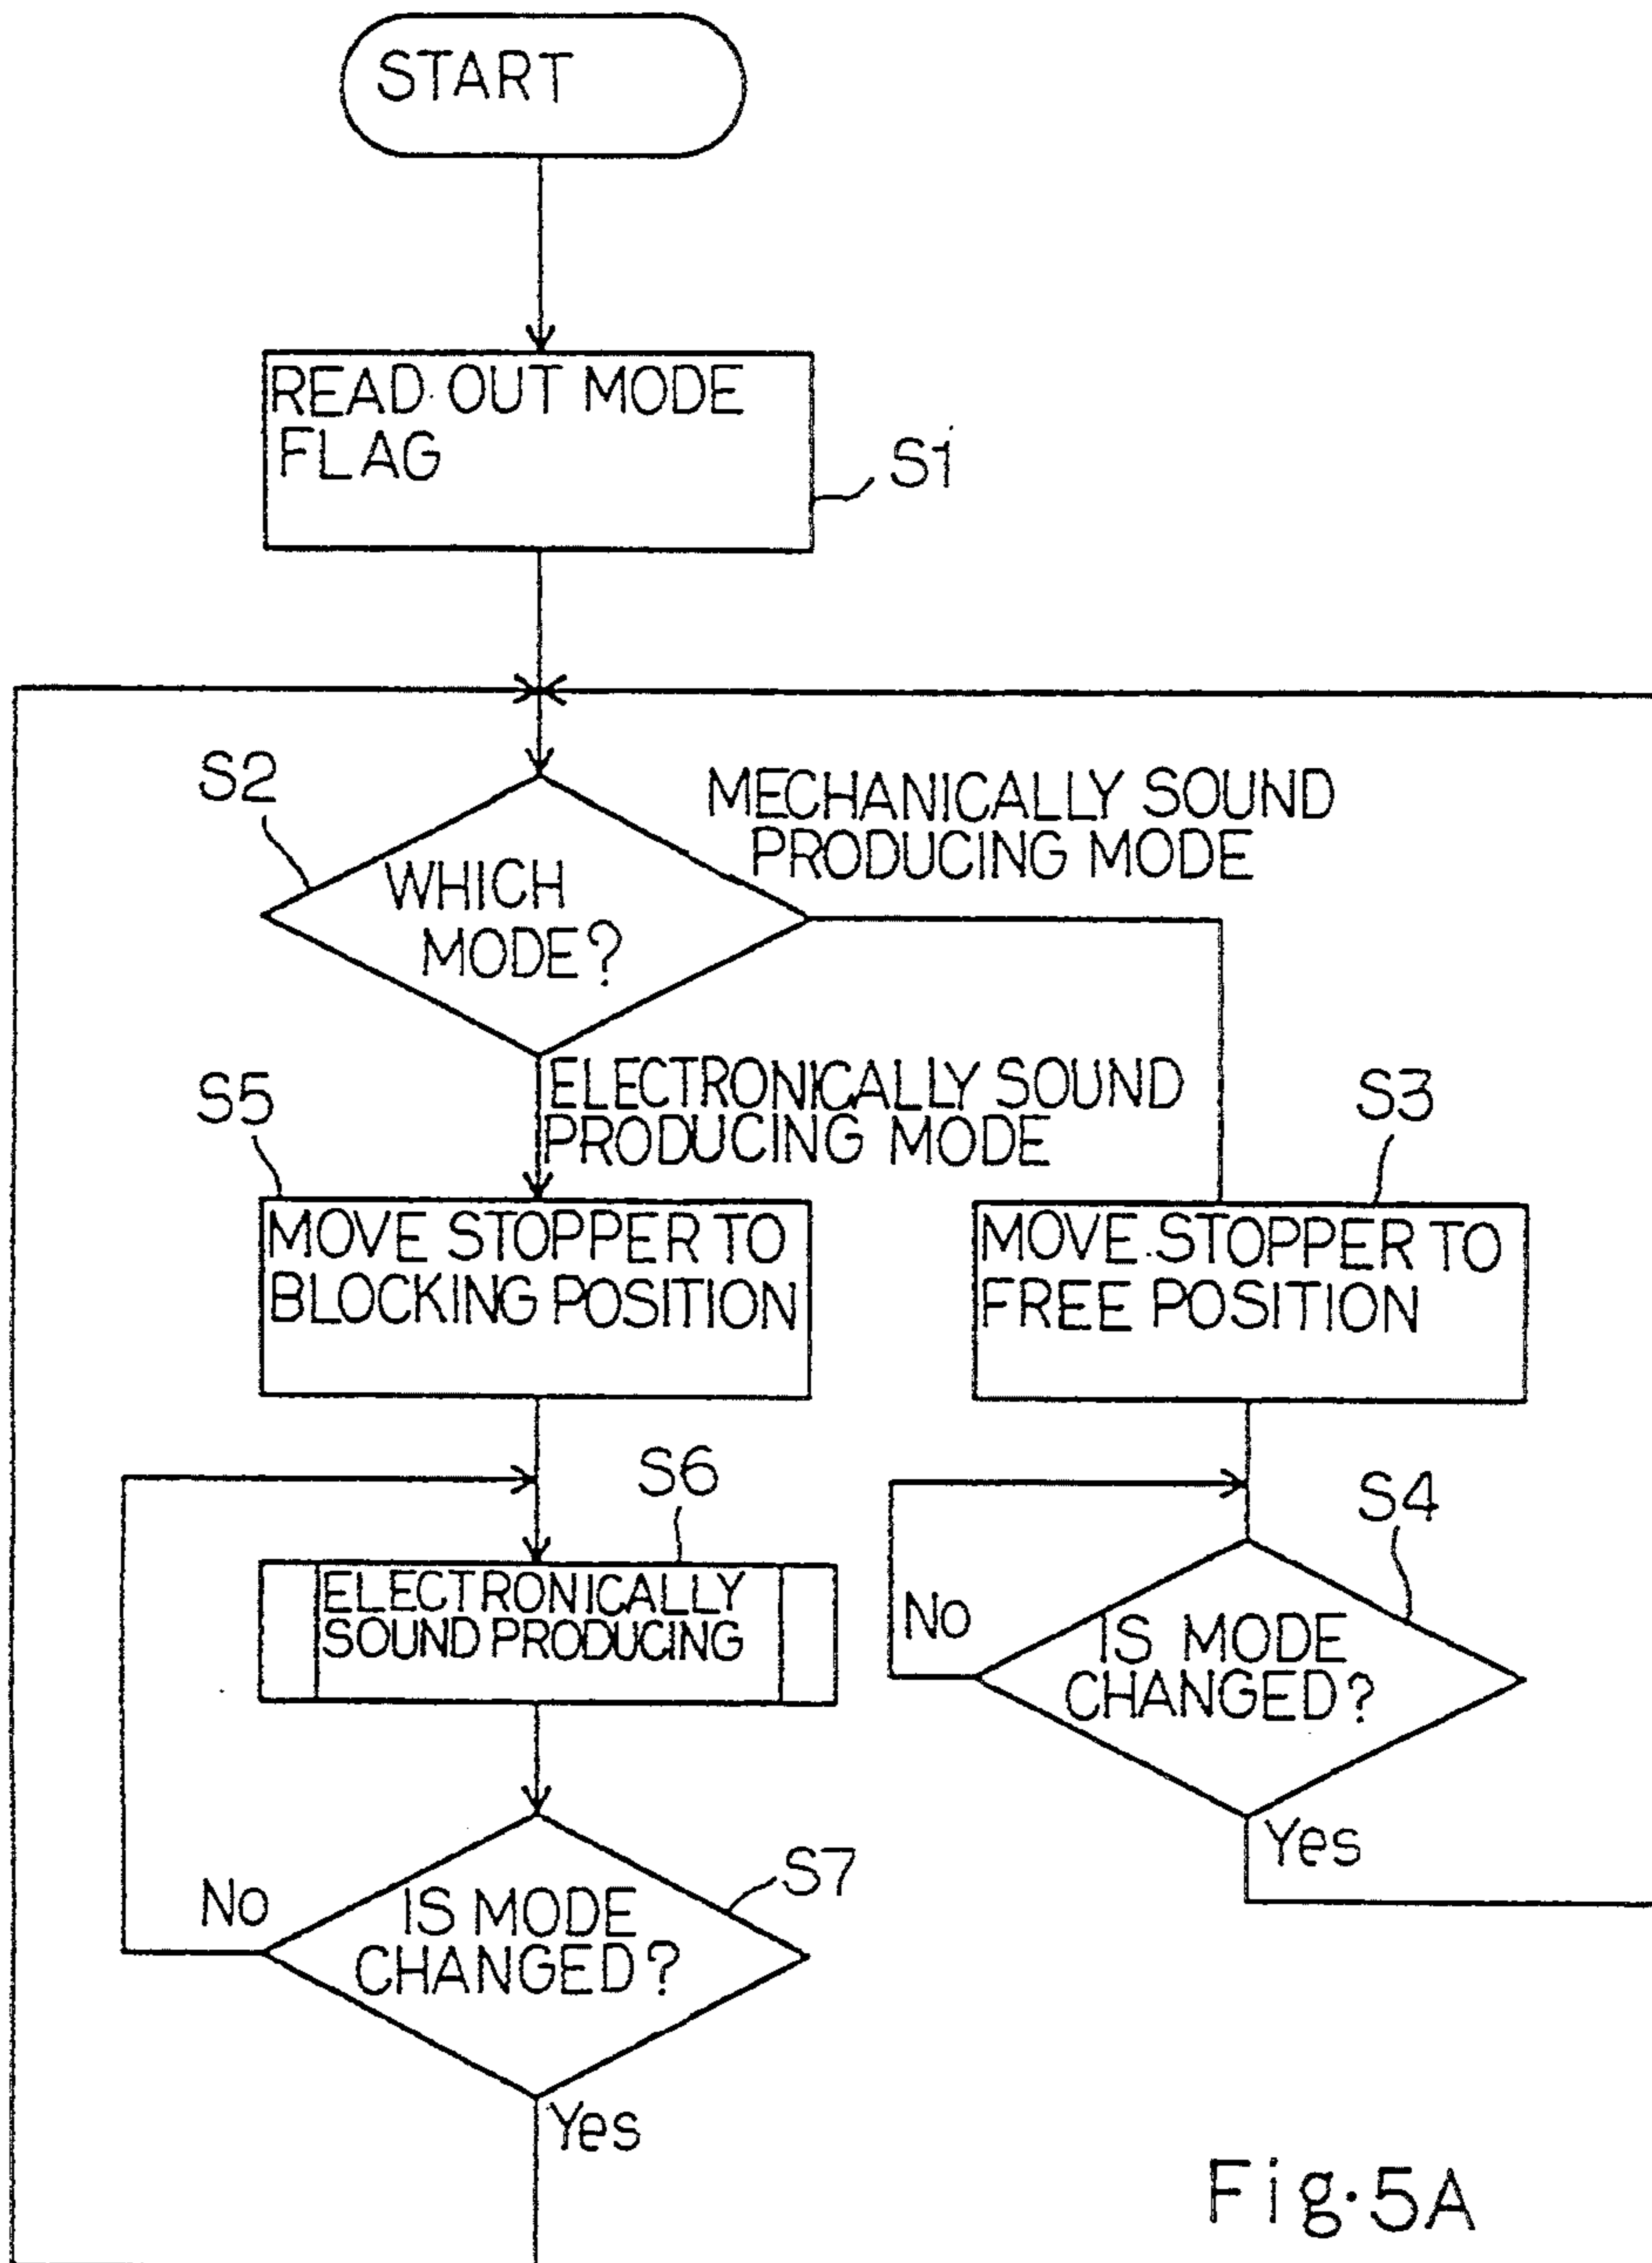 START
READ OUT MODE
FLAG
S1
S2
WHICH
MODE?
MECHANICALLY SOUND
PRODUCING MODE
ELECTRONICALLY SOUND
PRODUCING MODE
S5
MOVE STOPPER TO
BLOCKING POSITION
S3
MOVE STOPPER TO
FREE POSITION
S6
ELECTRONICALLY
SOUND PRODUCING
S4
No
IS MODE
CHANGED?
Yes
S7
No
IS MODE
CHANGED?
Yes
Fig.5A